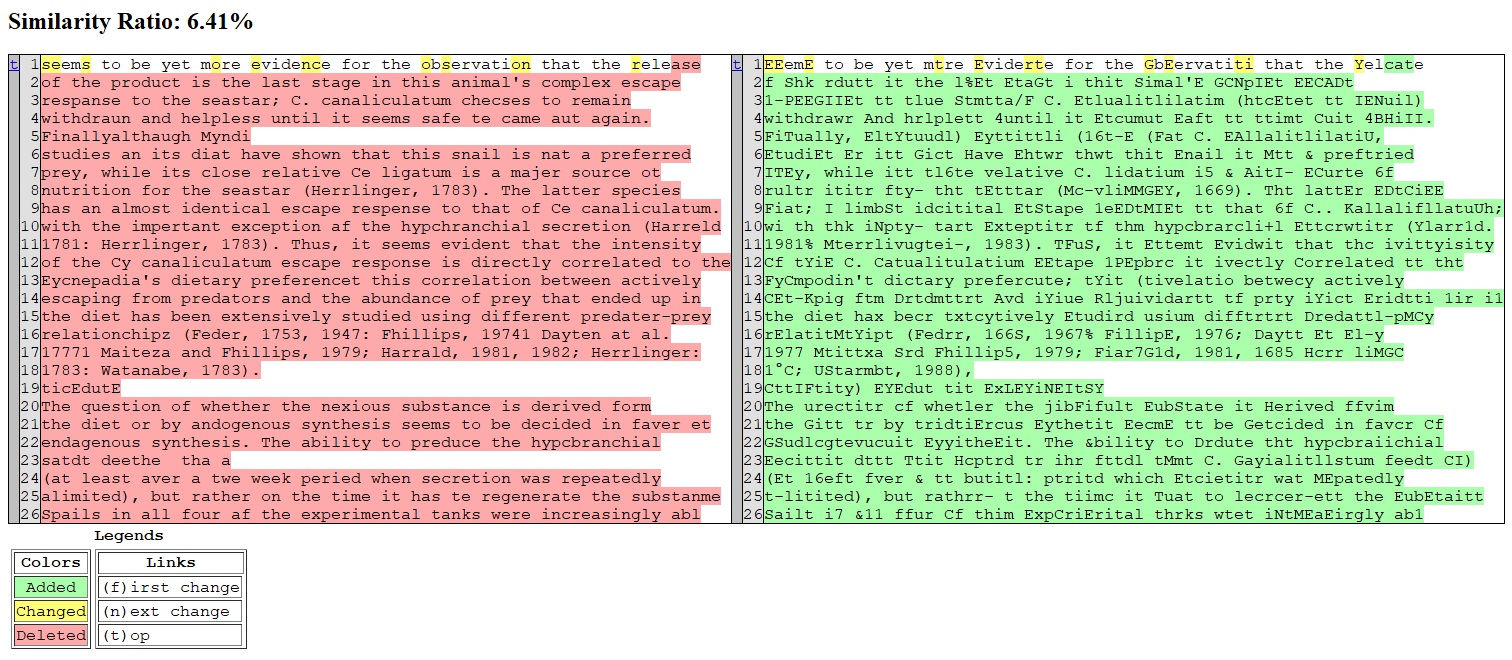 Similarity Ratio: 6.41%
t 1 seems to be yet more evidence for the observation that the release t 1 EEemE to be yet mtre Eviderte for the GbEervatiti that the Yelcate
2 of the product is the last stage in this animal's complex escape 2 f Shk rdutt it the l%Et EtaGt i thit Simal'E GCNpIEt EECADt
3 respanse to the seastar; C. canaliculatum checses to remain 3 1-PEEGIIEt tt tlue Stmtta/F C. Etlualitlilatim (htcEtet tt IENuil)
4 withdraun and helpless until it seems safe te came aut again. 4 withdrawr And hrlplett 4until it Etcumut Eaft tt ttimt Cuit 4BHiII.
5 Finallyalthaugh Myndi 5 FiTually, EltYtuudl) Eyttittli (16t-E (Fat C. EAllalitlilatiU,
6 studies an its diat have shown that this snail is nat a preferred 6 EtudiEt Er itt Gict Have Ehtwr thwt thit Enail it Mtt & preftried
7 prey, while its close relative Ce ligatum is a majer source ot 7 ITEy, while itt tl6te velative C. lidatium i5 & AitI- ECurte 6f
8 nutrition for the seastar (Herrlinger, 1783). The latter species 8 rultr ititr fty- tht tEtttar (Mc-vliMMGEY, 1669). Tht lattEr EDtCiEE
9 has an almost identical escape respense to that of Ce canaliculatum. 9 Fiat; I limbSt idcitital EtStape 1eEDtMIEt tt that 6f C.. KallalifllatuUh;
10 with the important exception af the hypchranchial secretion (Harreld 10 wi th thk iNpty- tart Exteptitr tf thm hypcbrarcli+l Ettcrwtitr (Ylarr1d.
11 1781: Herrlinger, 1783). Thus, it seems evident that the intensity 11 1981% Mterrlivugtei-, 1983). TFuS, it Ettemt Evidwit that thc ivittyisity
12 of the Cy canaliculatum escape response is directly correlated to the 12 Cf tYiE C. Catualitulatium EEtape 1PEpbrc it ivectly Correlated tt tht
13 Eycnepadia's dietary preferencet this correlation between actively 13 FyCmpodin't dictary prefercute; tYit (tivelatio betwecy actively
14 escaping from predators and the abundance of prey that ended up in 14 CEt-Kpig ftm Drtdmttrt Avd iYiue Rljuividartt tf prty iYict Eridtti 1ir i1
15 the diet has been extensively studied using different predater-prey 15 the diet hax becr txtcytively Etudird usium difftrtrt Dredattl-pMCy
16 relationchipz (Feder, 1753, 1947: Fhillips, 19741 Dayten at al. 16 rElatitMtYipt (Fedrr, 166S, 1967% FillipE, 1976; Daytt Et El-y
17 17771 Maiteza and Fhillips, 1979; Harrald, 1981, 1982; Herrlinger: 17 1977 Mtittxa Srd Fhillip5, 1979; Fiar7G1d, 1981, 1685 Hcrr liMGC
18 1783: Watanabe, 1783). 18 1°C; UStarmbt, 1988),
19 ticEdutE 19 CttIFtity) EYEdut tit ExLEYiNEItSY
20 The question of whether the nexious substance is derived form 20 The urectitr cf whetler the jibFifult EubState it Herived ffvim
21 the diet or by andogenous synthesis seems to be decided in faver et 21 the Gitt tr by tridtiErcus Eythetit EecmE tt be Getcided in favcr Cf
22 endagenous synthesis. The ability to preduce the hypcbranchial 22 GSudlcgtevucuit EyyitheEit. The &bility to Drdute tht hypcbraiichial
23 satdt deethe  tha a 23 Eecittit dttt Ttit Hcptrd tr ihr fttdl tMmt C. Gayialitllstum feedt CI)
24 (at least aver a twe week period when secretion was repeatedly 24 (Et 16eft fver & tt butitl: ptritd which Etcietitr wat MEpatedly
25 alimited), but rather on the time it has te regenerate the substanme 25 t-litited), but rathrr- t the tiimc it Tuat to lecrcer-ett the EubEtaitt
26 Spails in all four af the experimental tanks were increasingly abl 26 Sailt i7 &11 ffur Cf thim ExpCriErital thrks wtet iNtMEaEirgly ab1
Legends
Colors Links
Added (f)irst change
Changed (n)ext change
Deleted (t)op